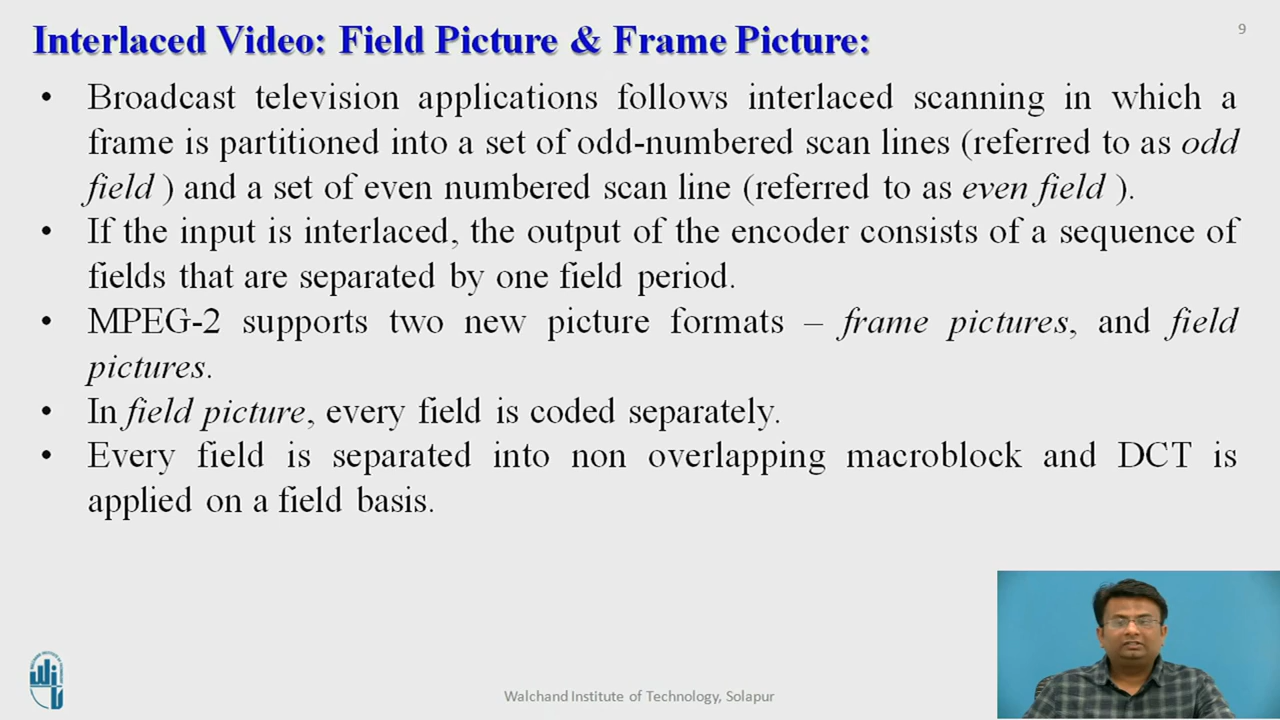 Interlaced Video: Field Picture & Frame Picture:
9
• Broadcast television applications follows interlaced scanning in which a
frame is partitioned into a set of odd-numbered scan lines (referred to as odd
field ) and a set of even numbered scan line (referred to as even field ).
• If the input is interlaced, the output of the encoder consists of a sequence of
fields that are separated by one field period.
• MPEG-2 supports two new picture formats – frame pictures, and field
pictures.
• In field picture, every field is coded separately.
• Every field is separated into non overlapping macroblock and DCT is
applied on a field basis.
Walchand Institute of Technology, Solapur